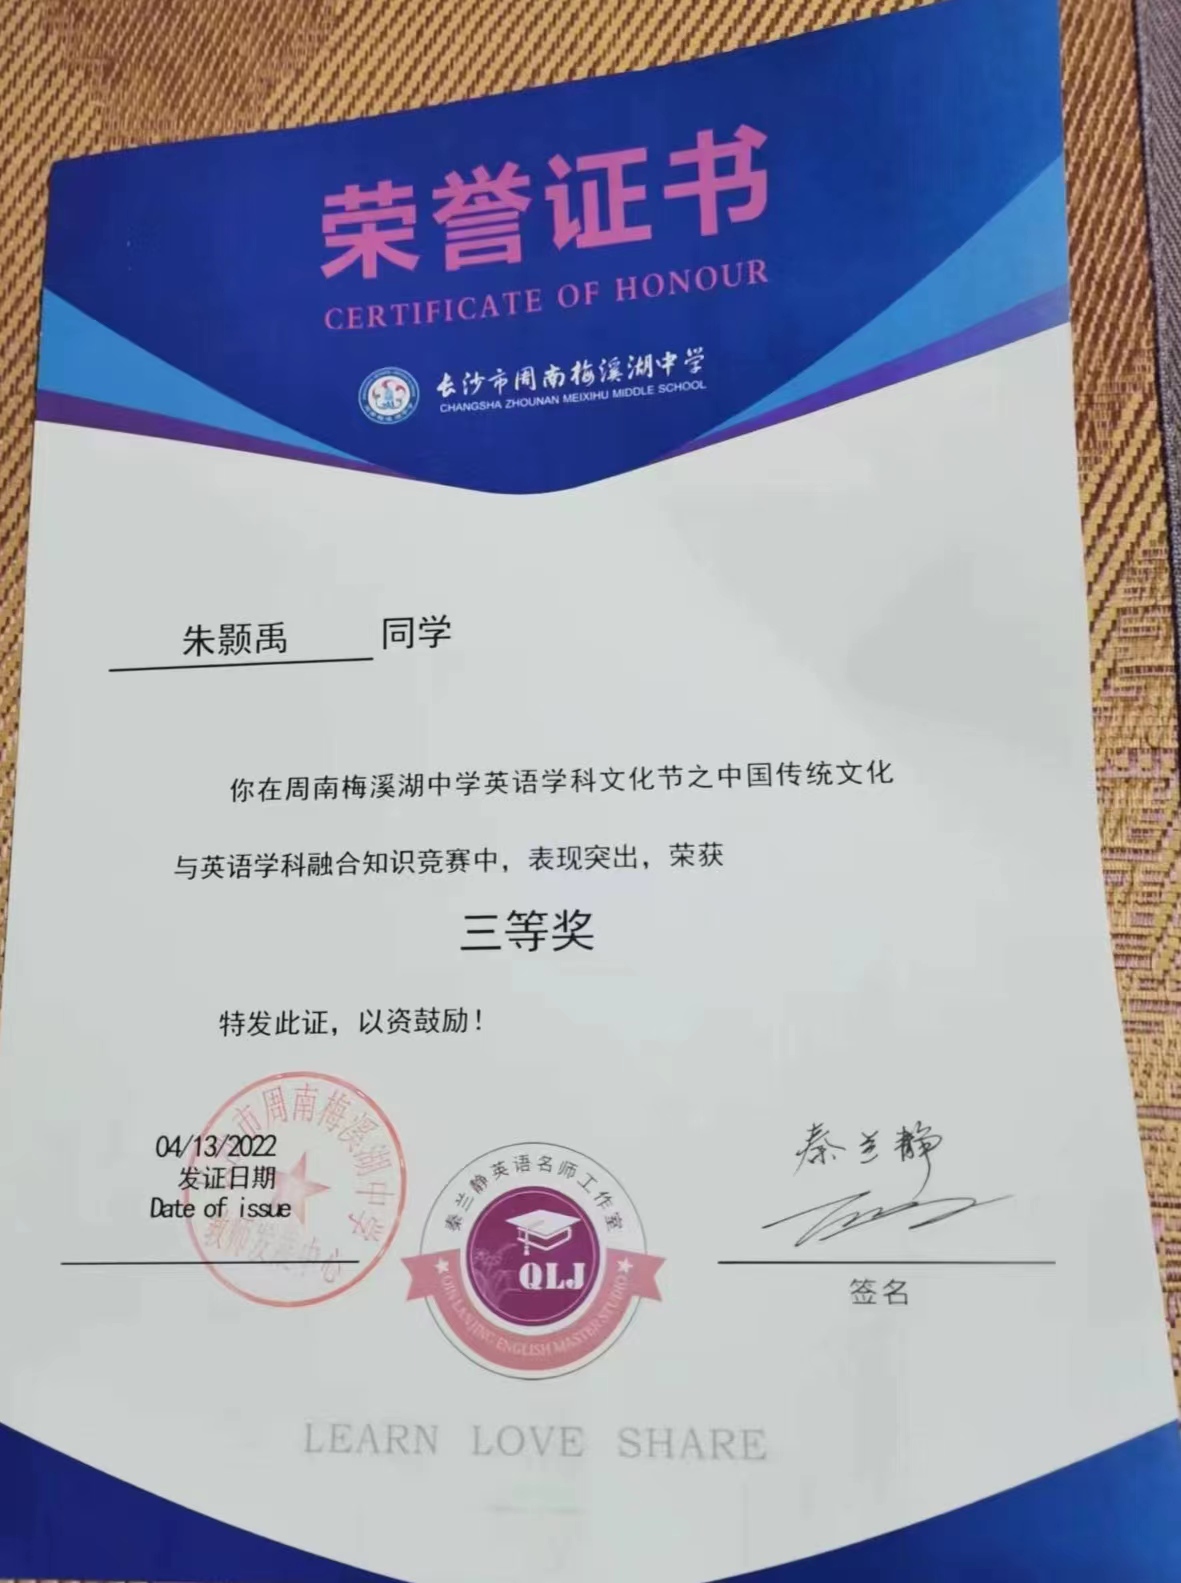 荣誉证书
CERTIFICATE OF HONOUR
长沙市周南梅溪湖中学
CHANGSHA ZHOUNAN MEIXIHU MIDDLE SCHOOL
朱颢禹 同学
你在周南梅溪湖中学英语学科文化节之中国传统文化
与英语学科融合知识竞赛中，表现突出，荣获
三等奖
特发此证，以资鼓励！
市周南梅溪湖中学
教师发展中心
04/13/2022
发证日期
Date of issue
秦兰静英语名师工作室
QLJ
QIN LANJING ENGLISH MASTER STUDIO
秦兰静
签名
LEARN LOVE SHARE